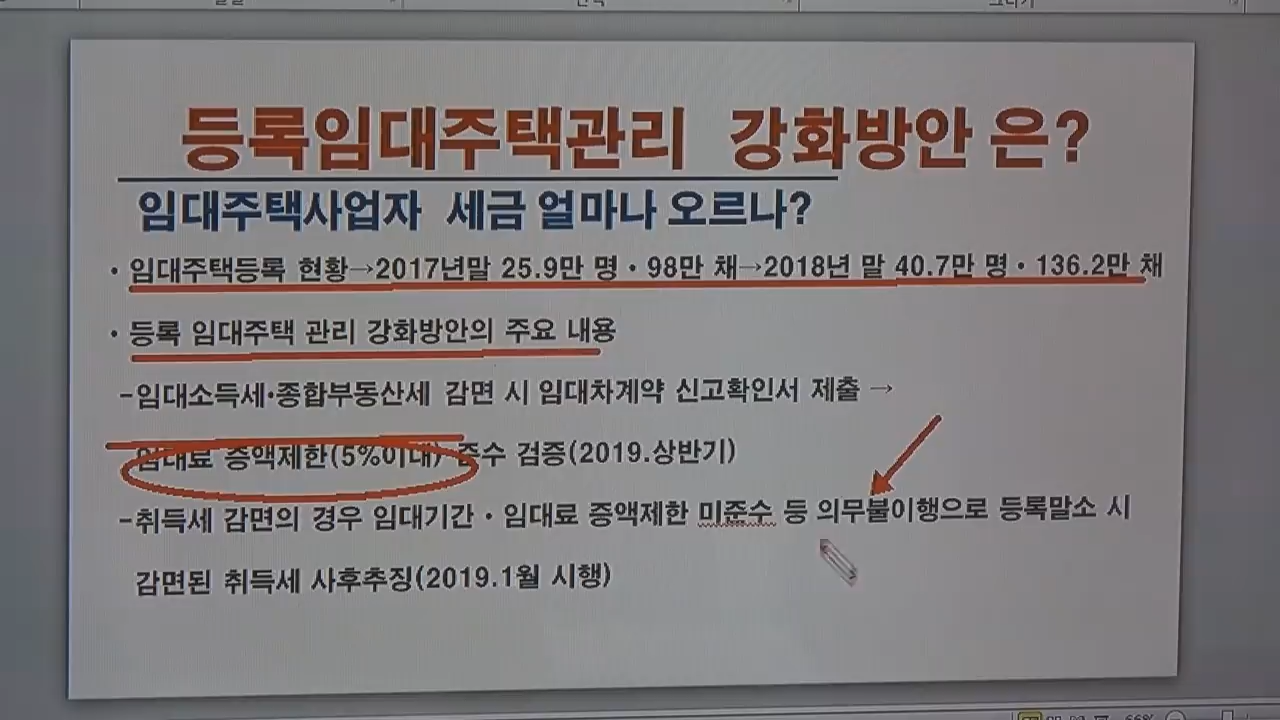 등록임대주택관리 강화방안 은?
임대주택사업자 세금 얼마나 오르나?
• 임대주택등록 현황→2017년말 25.9만 명・98만 채→2018년 말 40.7만 명・136.2만 채
• 등록 임대주택 관리 강화방안의 주요 내용
-임대소득세•종합부동산세 감면 시 임대차계약 신고확인서 제출 →
임대료 증액제한(5%이내) 준수 검증(2019.상반기)
-취득세 감면의 경우 임대기간・임대료 증액제한 미준수 등 의무불이행으로 등록말소 시
감면된 취득세 사후추징(2019.1월 시행)
66%